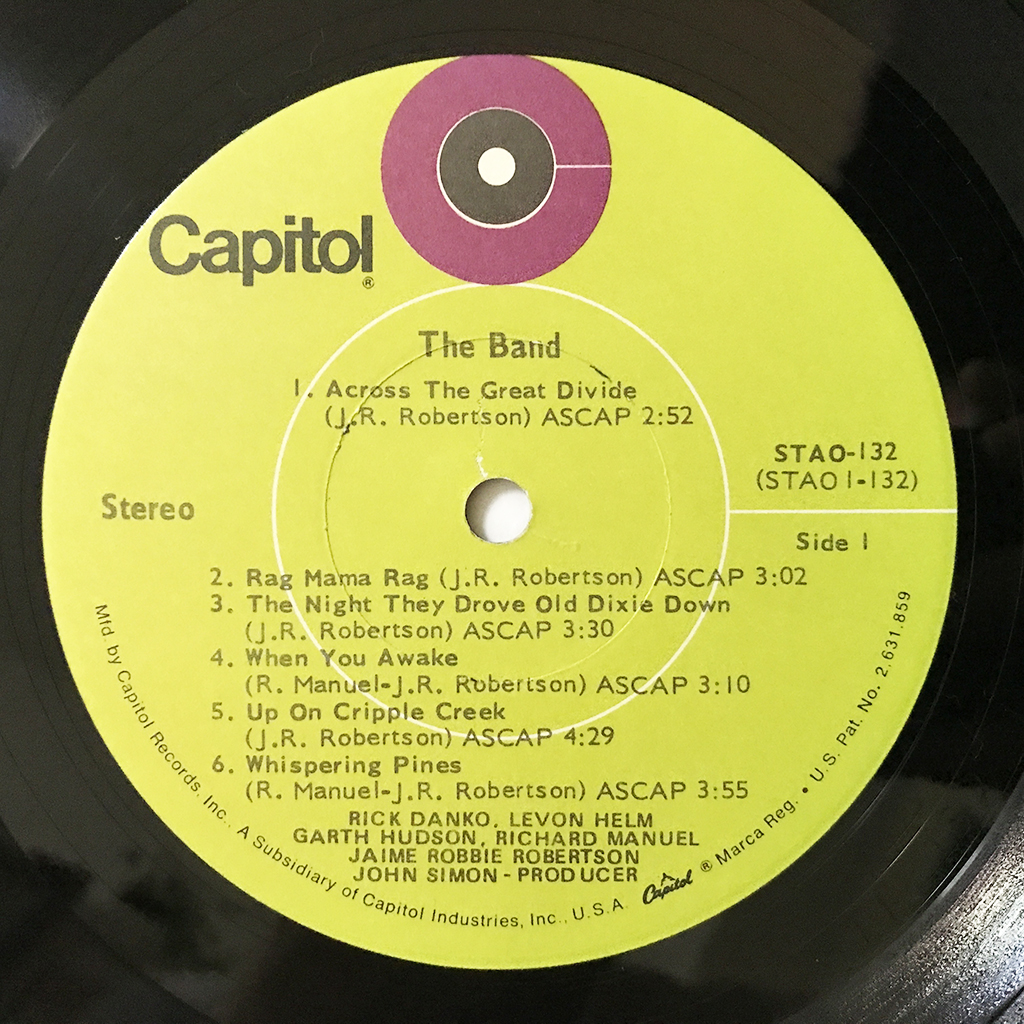 Capitol®
The Band
1. Across The Great Divide
(J.R. Robertson) ASCAP 2:52
STAO-132
(STAO 1-132)
Stereo
Side 1
2. Rag Mama Rag (J.R. Robertson) ASCAP 3:02
3. The Night They Drove Old Dixie Down
(J.R. Robertson) ASCAP 3:30
4. When You Awake
(R. Manuel-J.R. Robertson) ASCAP 3:10
5. Up On Cripple Creek
(J.R. Robertson) ASCAP 4:29
6. Whispering Pines
(R. Manuel-J.R. Robertson) ASCAP 3:55
RICK DANKO, LEVON HELM
GARTH HUDSON, RICHARD MANUEL
JAIME ROBBIE ROBERTSON
JOHN SIMON - PRODUCER
Mfd. by Capitol Records, Inc., A Subsidiary of Capitol Industries, Inc., U.S.A. Capitol ® Marca Reg. • U.S. Pat. No. 2,631,859